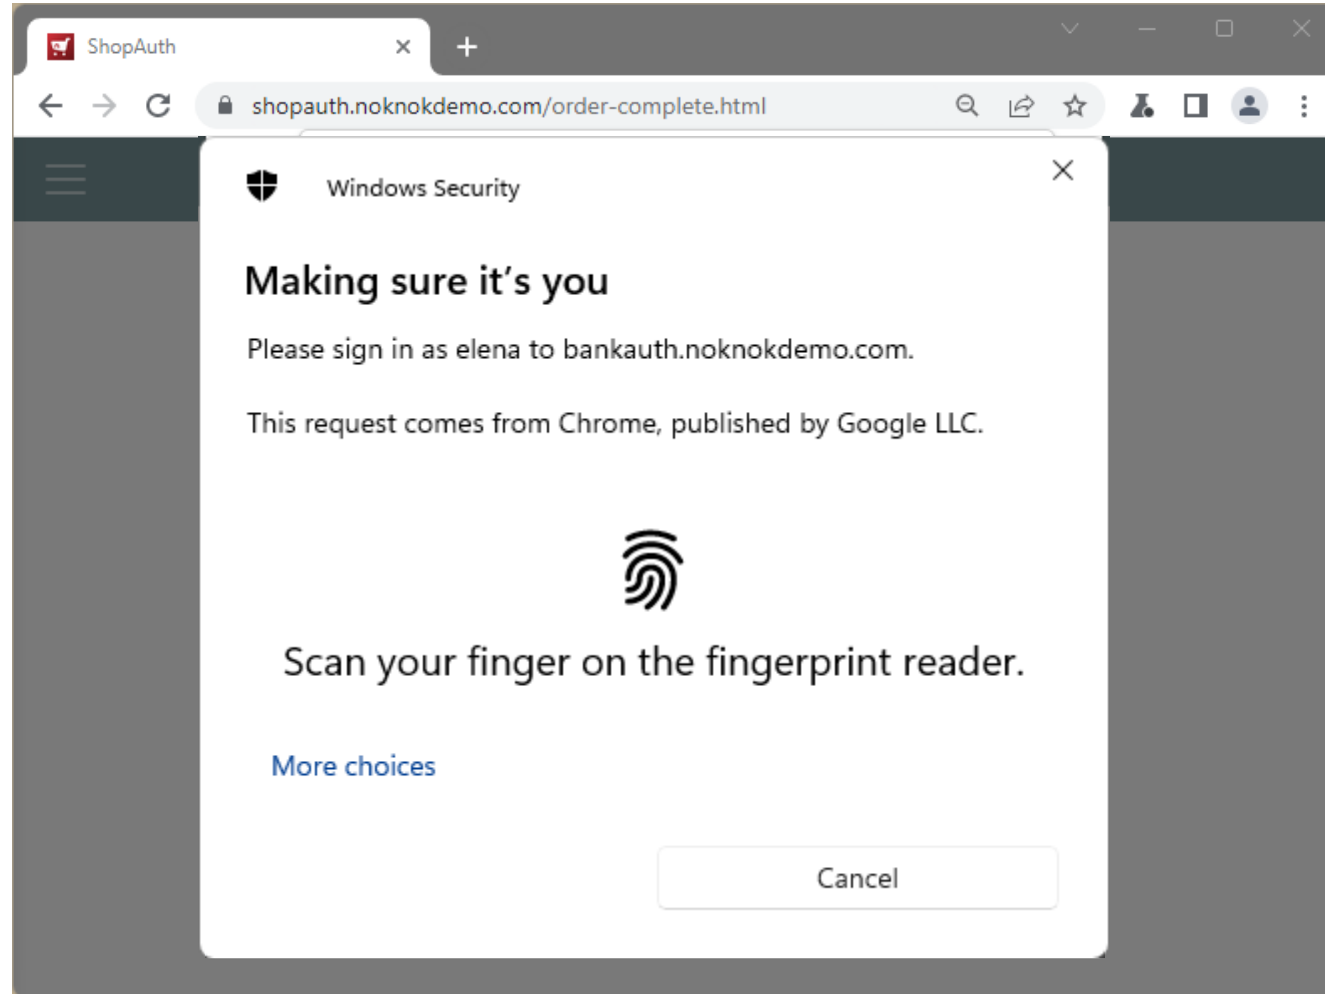 ShopAuth
shopauth.noknokdemo.com/order-complete.html
Windows Security
Making sure it's you
Please sign in as elena to bankauth.noknokdemo.com.
This request comes from Chrome, published by Google LLC.
Scan your finger on the fingerprint reader.
More choices
Cancel